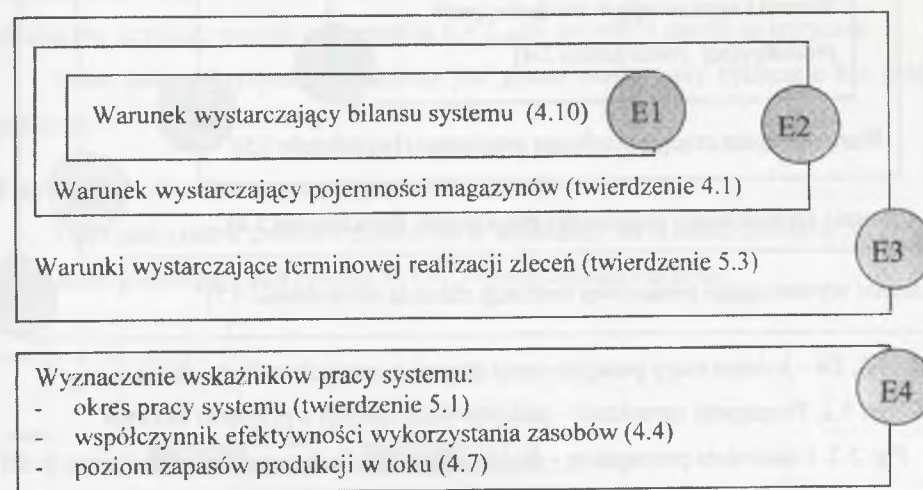 Warunek wystarczający bilansu systemu (4.10)
E1
E2
Warunek wystarczający pojemności magazynów (twierdzenie 4.1)
E3
Warunki wystarczające terminowej realizacji zleceń (twierdzenie 5.3)
Wyznaczenie wskaźników pracy systemu:
E4
- okres pracy systemu (twierdzenie 5.1)
- współczynnik efektywności wykorzystania zasobów (4.4)
- poziom zapasów produkcji w toku (4.7)